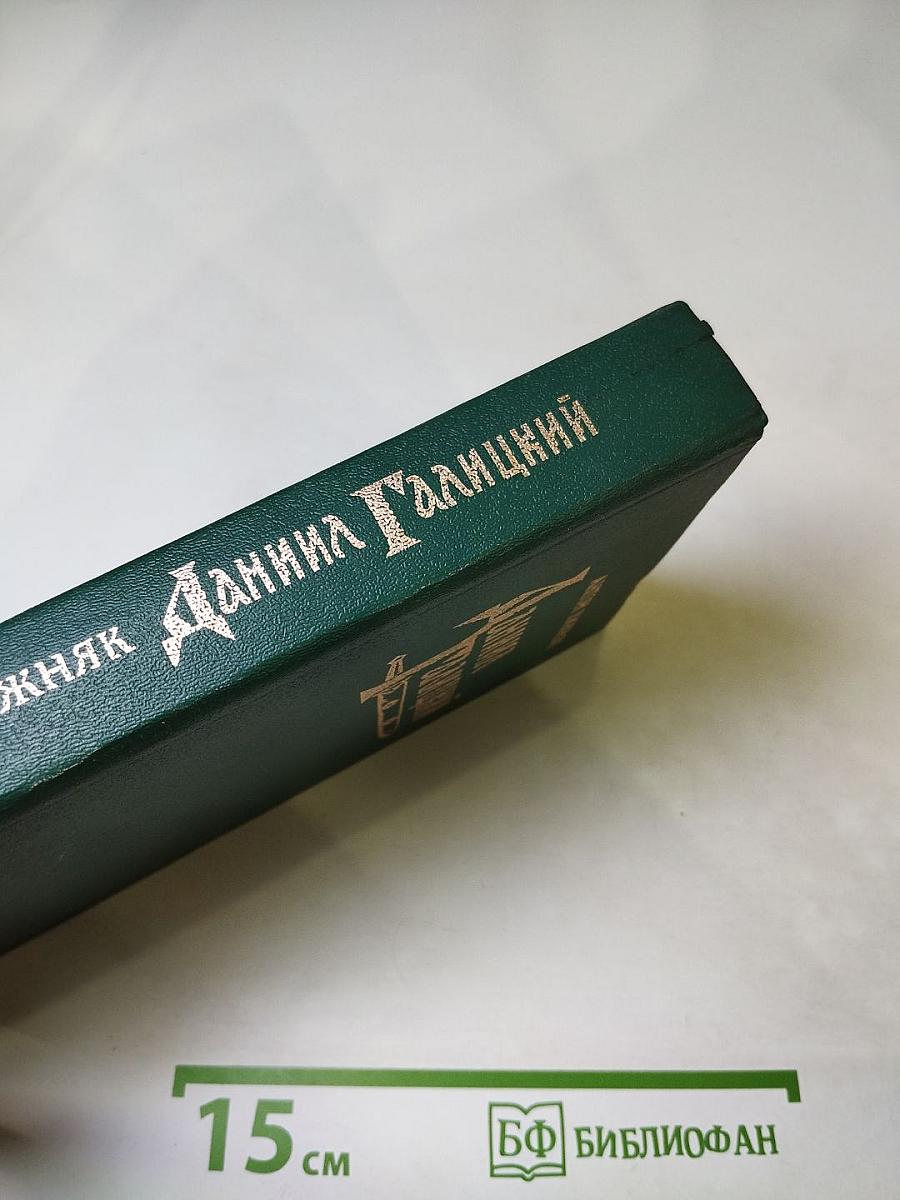 жняк Даниил Галицкий
15 см
БФ БИБЛИОФАН